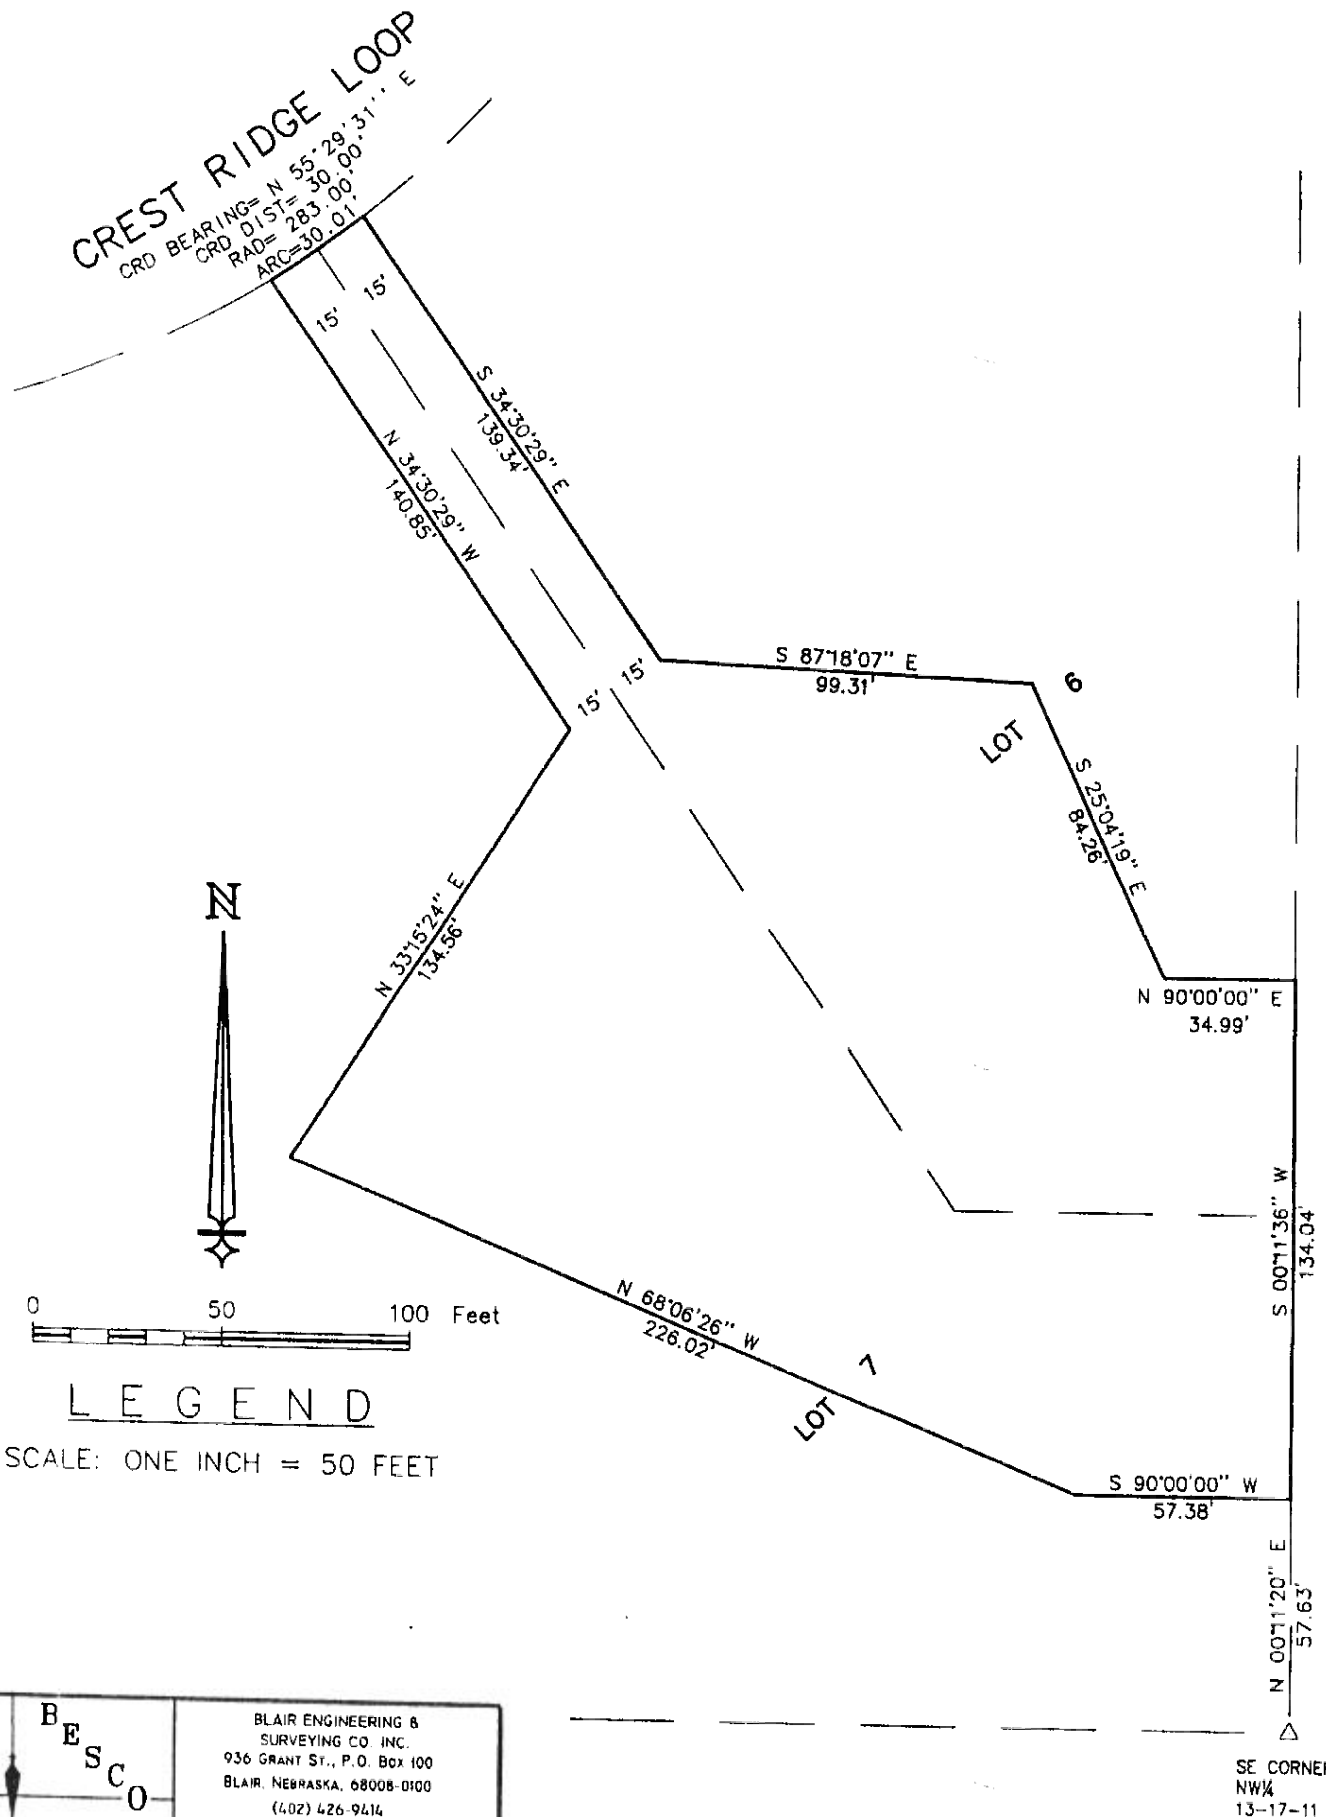 CREST RIDGE LOOP
CRD BEARING= N 55°29'31'' E
CRD DIST= 30.00'
RAD= 283.00'
ARC=30.01'
15' 15'
S 34°30'29" E
139.34'
N 34°30'29" W
140.85'
15' 15'
S 87°18'07" E
99.31'
LOT 6
S 25°04'19" E
84.26'
N 33°15'24" E
134.56'
N
N 90°00'00" E
34.99'
S 00°11'36" W
134.04'
0 50 100 Feet
N 68°06'26" W
226.02'
LOT 7
LEGEND
SCALE: ONE INCH = 50 FEET
S 90°00'00" W
57.38'
N 00°11'20" E
57.63'
BESCO
BLAIR ENGINEERING &
SURVEYING CO. INC.
936 GRANT ST., P.O. BOX 100
BLAIR, NEBRASKA, 68008-0100
(402) 426-9414
SE CORNER
NW¼
13-17-11